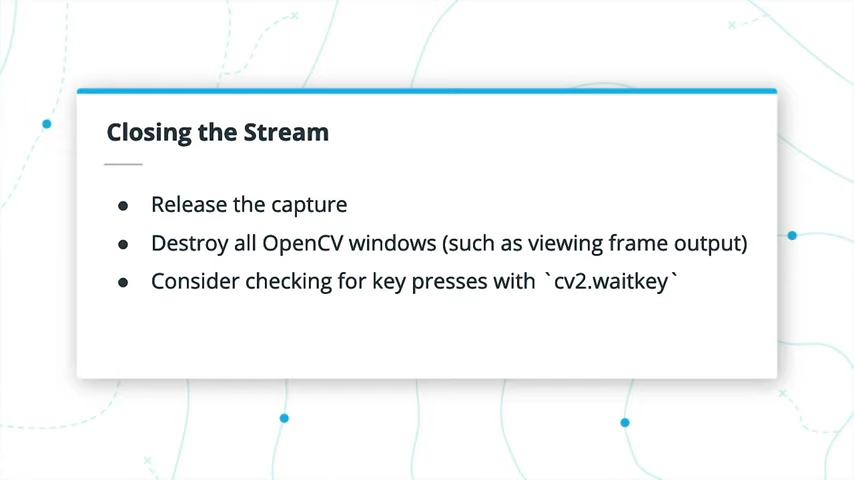 Closing the Stream
● Release the capture
● Destroy all OpenCV windows (such as viewing frame output)
● Consider checking for key presses with `cv2.waitkey`